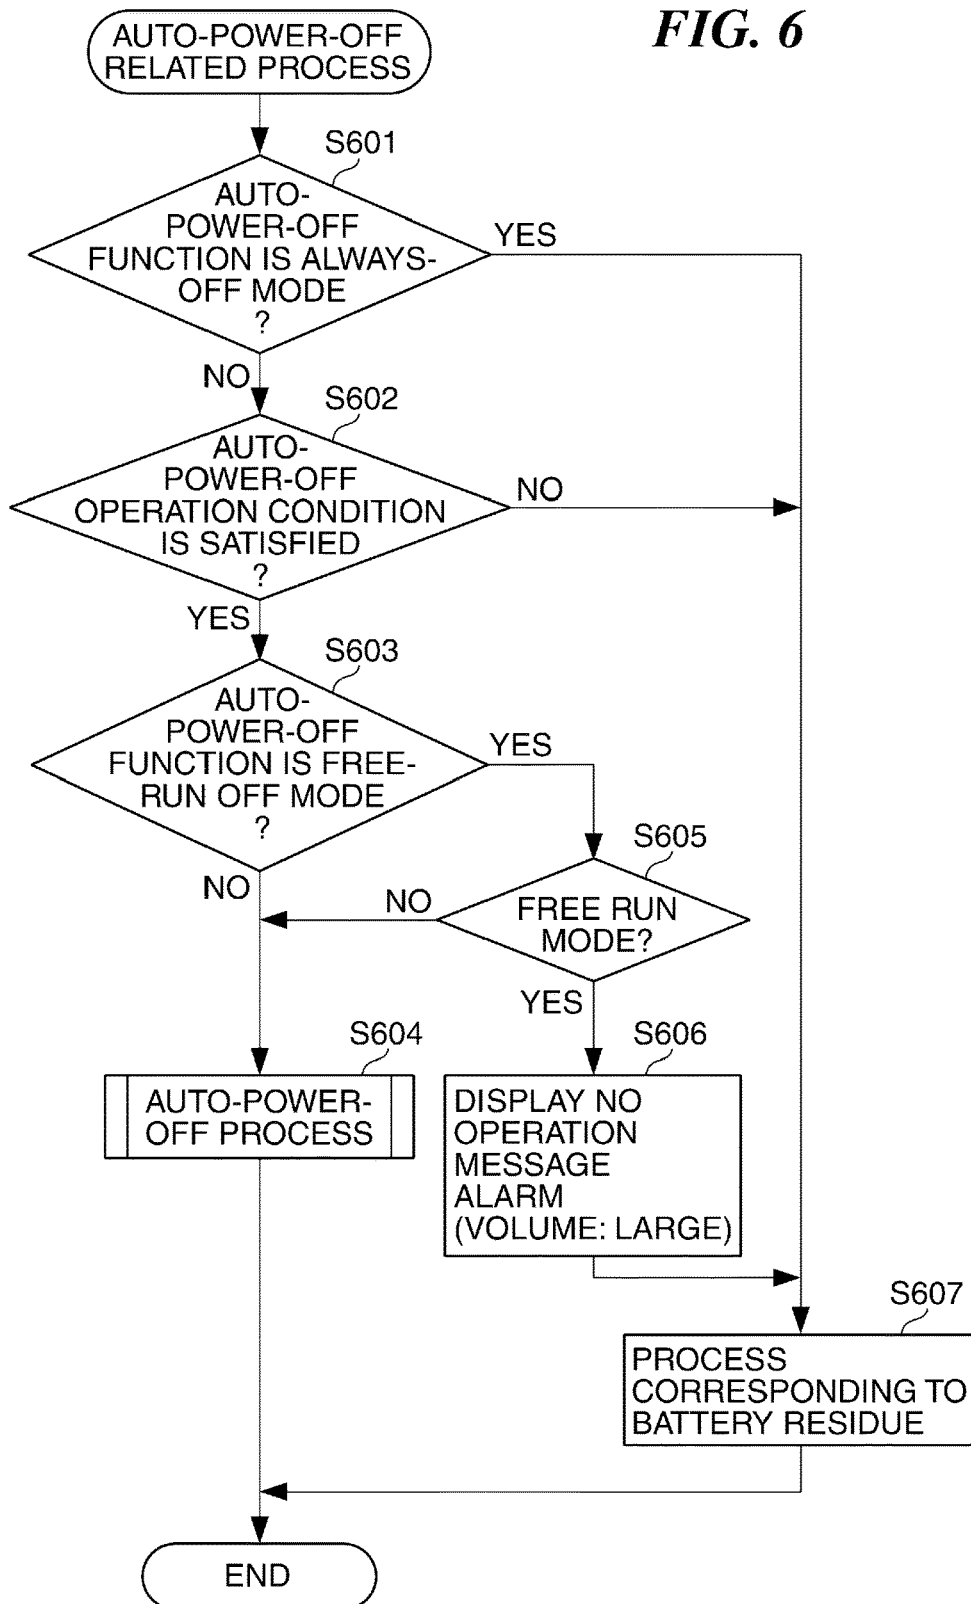 FIG. 6
AUTO-POWER-OFF
RELATED PROCESS
S601
AUTO-
POWER-OFF
FUNCTION IS ALWAYS-
OFF MODE
?
YES
NO
S602
AUTO-
POWER-OFF
OPERATION CONDITION
IS SATISFIED
?
NO
YES
S603
AUTO-
POWER-OFF
FUNCTION IS FREE-
RUN OFF MODE
?
YES
NO
S605
FREE RUN
MODE?
NO
YES
S604
AUTO-POWER-
OFF PROCESS
S606
DISPLAY NO
OPERATION
MESSAGE
ALARM
(VOLUME: LARGE)
S607
PROCESS
CORRESPONDING TO
BATTERY RESIDUE
END